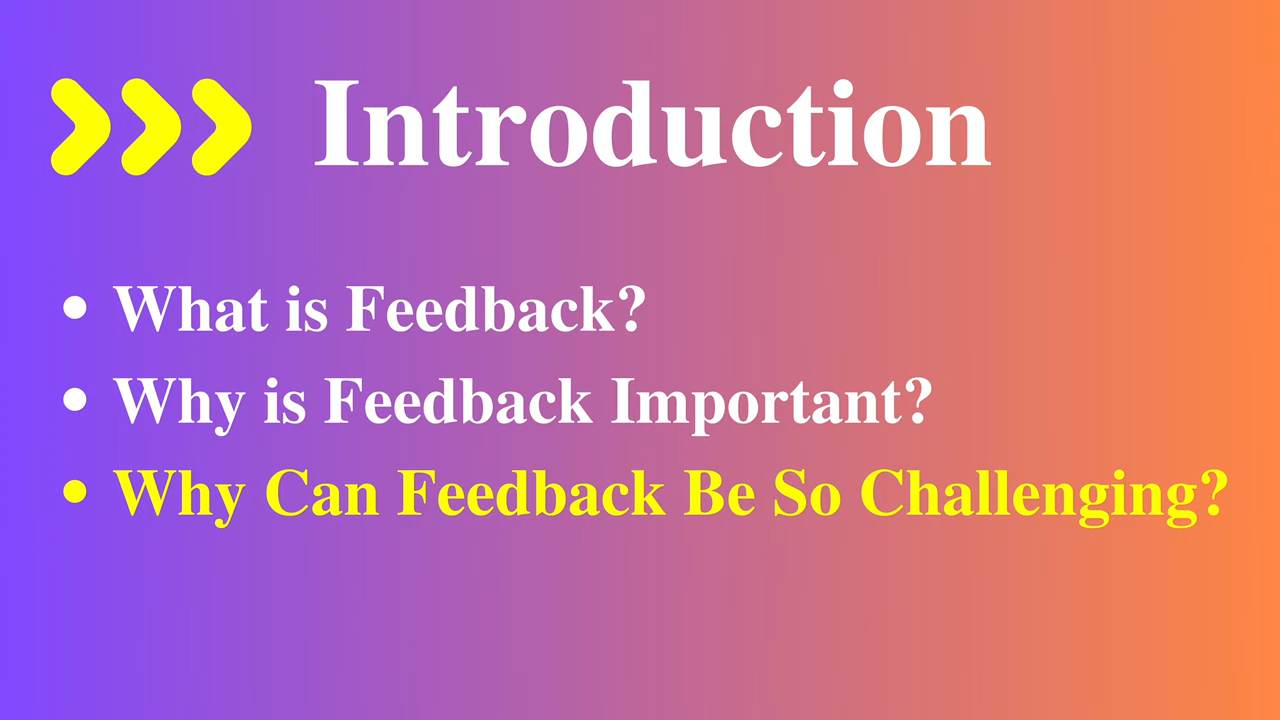 Introduction
• What is Feedback?
• Why is Feedback Important?
• Why Can Feedback Be So Challenging?